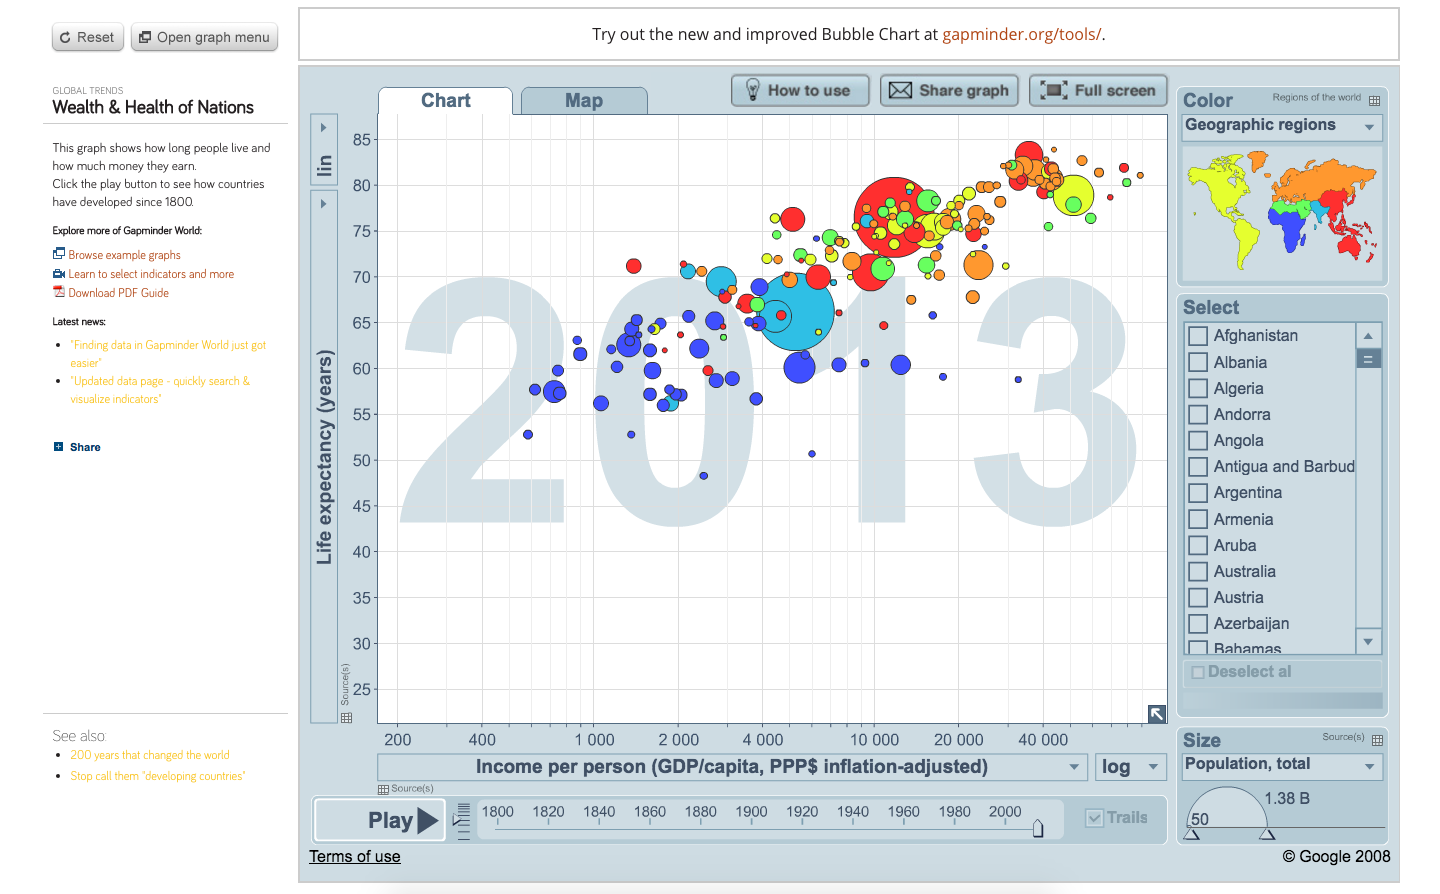 Reset
Open graph menu
GLOBAL TRENDS
Wealth & Health of Nations
This graph shows how long people live and
how much money they earn.
Click the play button to see how countries
have developed since 1800.
Explore more of Gapminder World:
Browse example graphs
Learn to select indicators and more
Download PDF Guide
Latest news:
"Finding data in Gapminder World just got
easier"
"Updated data page - quickly search &
visualize indicators"
Share
See also:
200 years that changed the world
Stop call them "developing countries"
Try out the new and improved Bubble Chart at gapminder.org/tools/.
Chart
Map
How to use
Share graph
Full screen
lin
Life expectancy (years)
Source(s)
85
80
75
70
65
60
55
50
45
40
35
30
25
2013
200 400 1 000 2 000 4 000 10 000 20 000 40 000
Income per person (GDP/capita, PPP$ inflation-adjusted)
log
Source(s)
Play
1800 1820 1840 1860 1880 1900 1920 1940 1960 1980 2000
Trails
Terms of use
Color
Regions of the world
Geographic regions
Select
Afghanistan
Albania
Algeria
Andorra
Angola
Antigua and Barbud
Argentina
Armenia
Aruba
Australia
Austria
Azerbaijan
Bahamas
Deselect al
Size
Source(s)
Population, total
1.38 B
50
© Google 2008